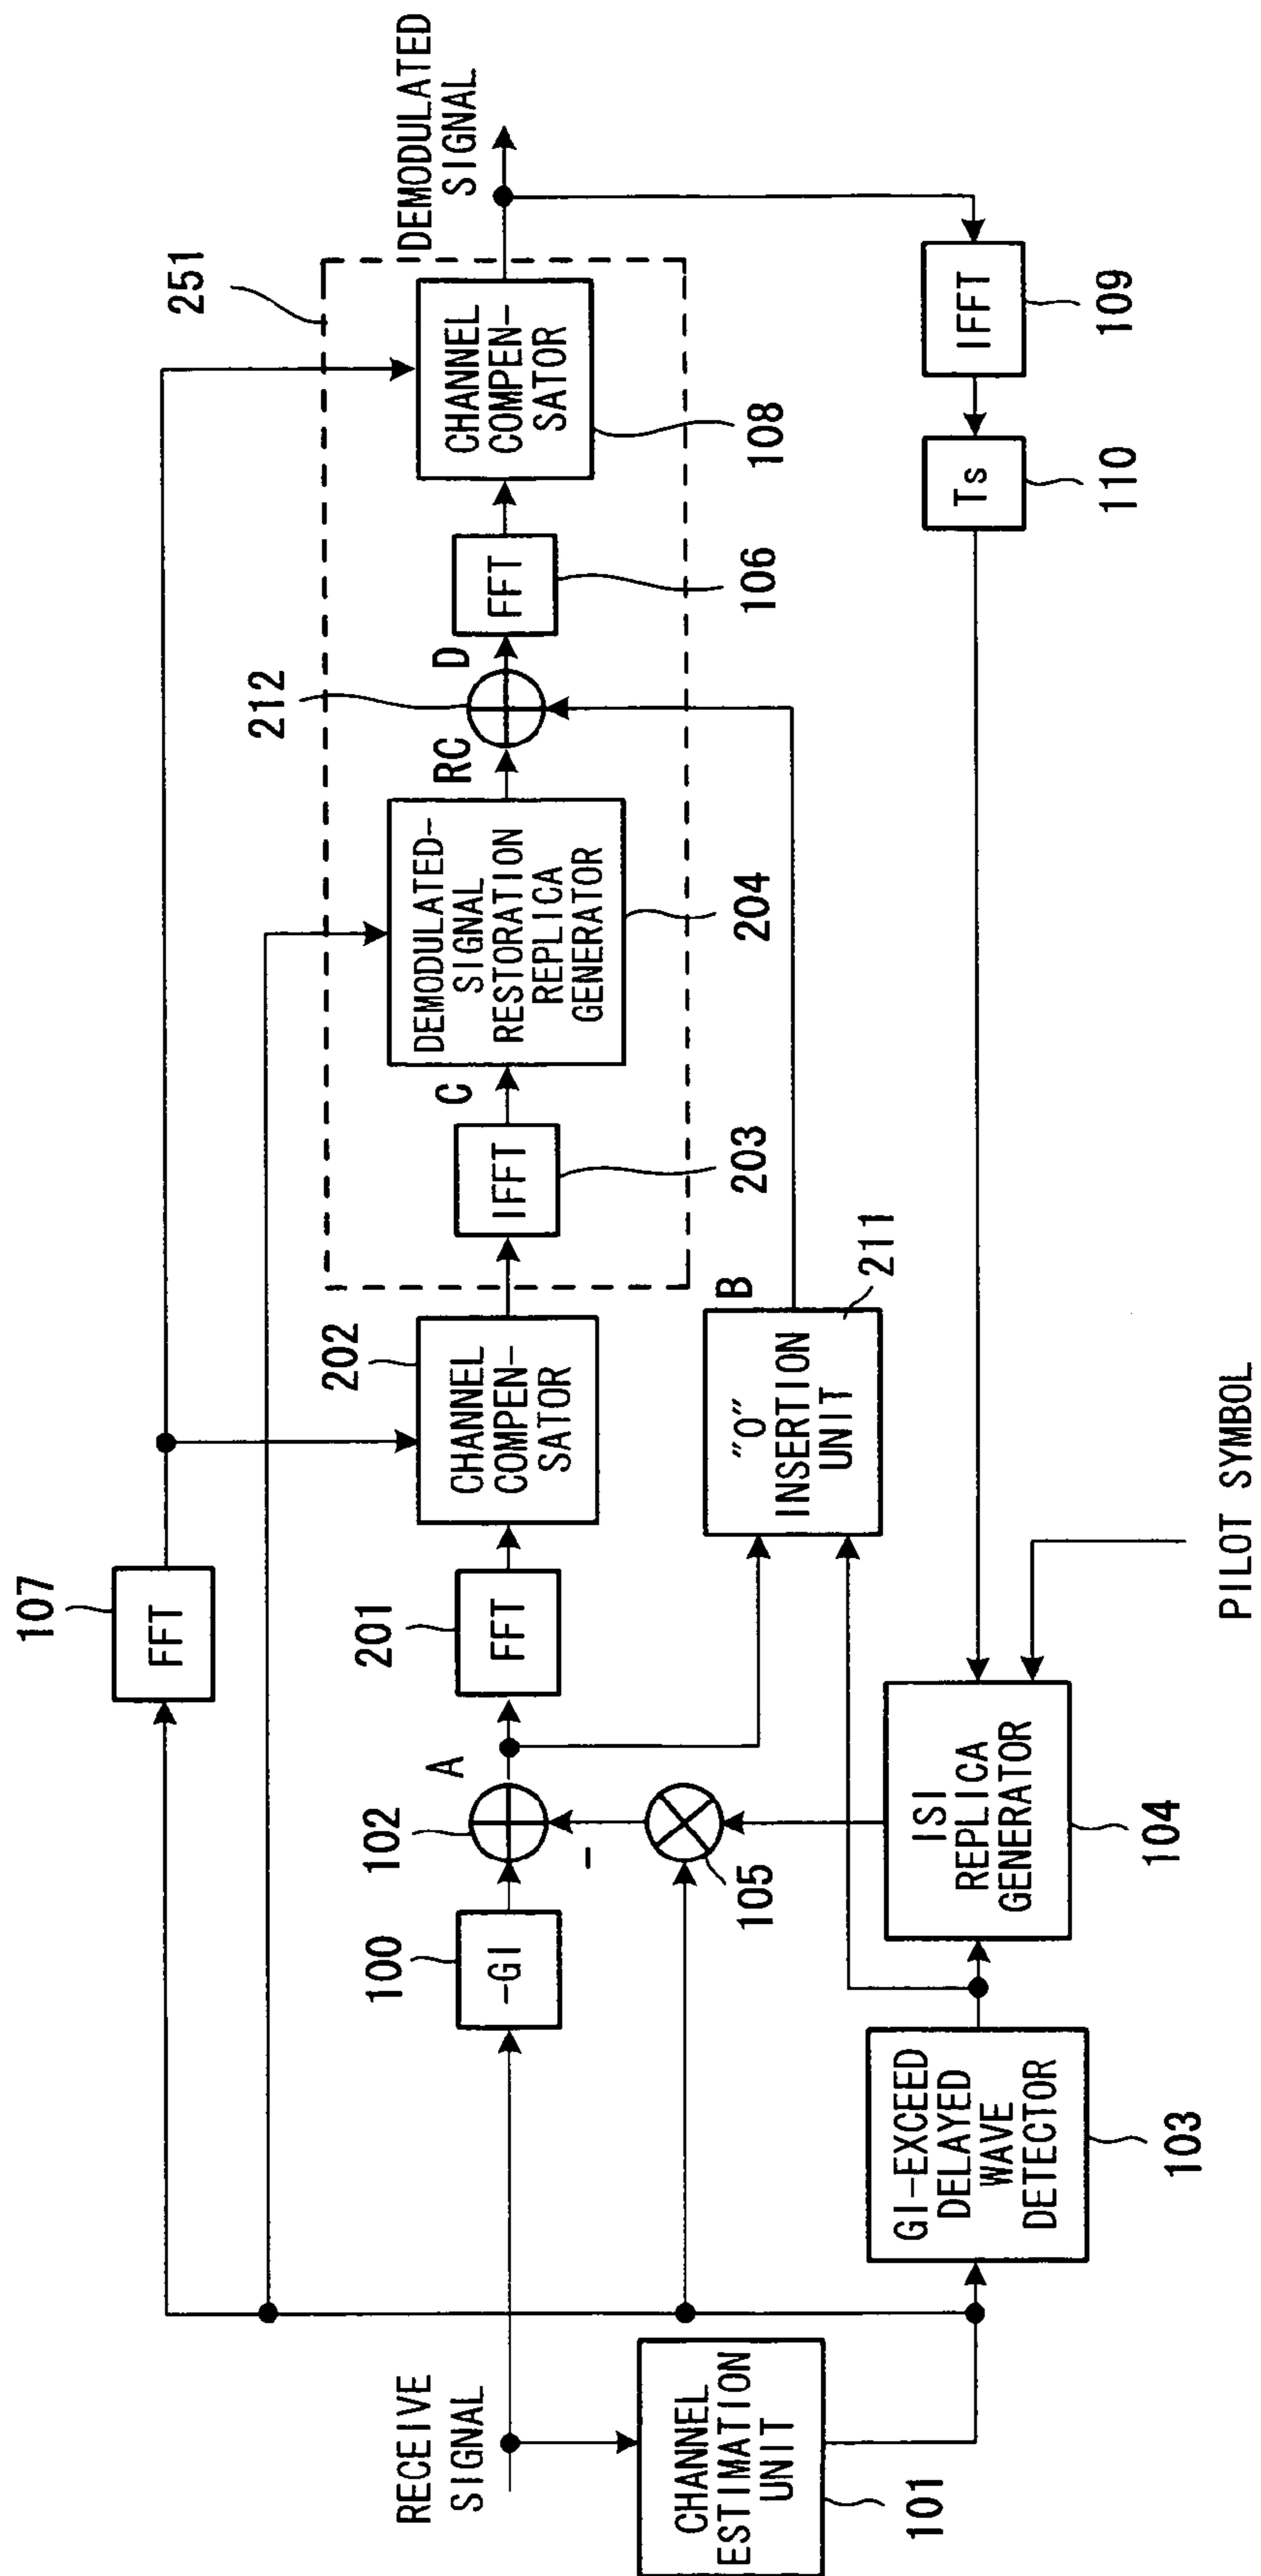 107
FFT
251
RECEIVE
SIGNAL
100
-GI
102
A
201
FFT
202
CHANNEL
COMPEN-
SATOR
203
IFFT
C
DEMODULATED-
SIGNAL
RESTORATION
REPLICA
GENERATOR
204
RC
212
D
FFT
106
CHANNEL
COMPEN-
SATOR
108
DEMODULATED
SIGNAL
CHANNEL
ESTIMATION
UNIT
101
-
105
B
"0"
INSERTION
UNIT
211
GI-EXCEED
DELAYED
WAVE
DETECTOR
103
ISI
REPLICA
GENERATOR
104
PILOT SYMBOL
Ts
110
IFFT
109